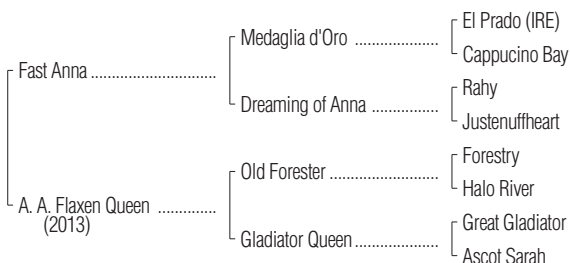 Fast Anna ..............................
A. A. Flaxen Queen ..............
(2013)
Medaglia d'Oro ....................
Dreaming of Anna ................
Old Forester ..........................
Gladiator Queen ....................
El Prado (IRE)
Cappucino Bay
Rahy
Justenuffheart
Forestry
Halo River
Great Gladiator
Ascot Sarah